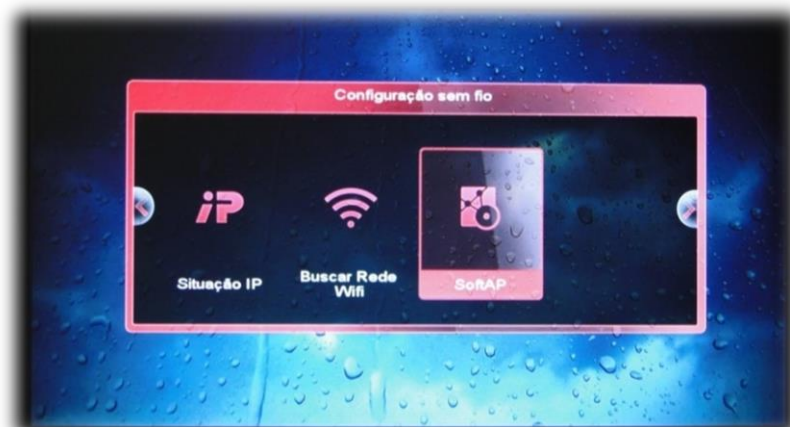 Configuração sem fio
iP
Situação IP
Buscar Rede
Wifi
SoftAP